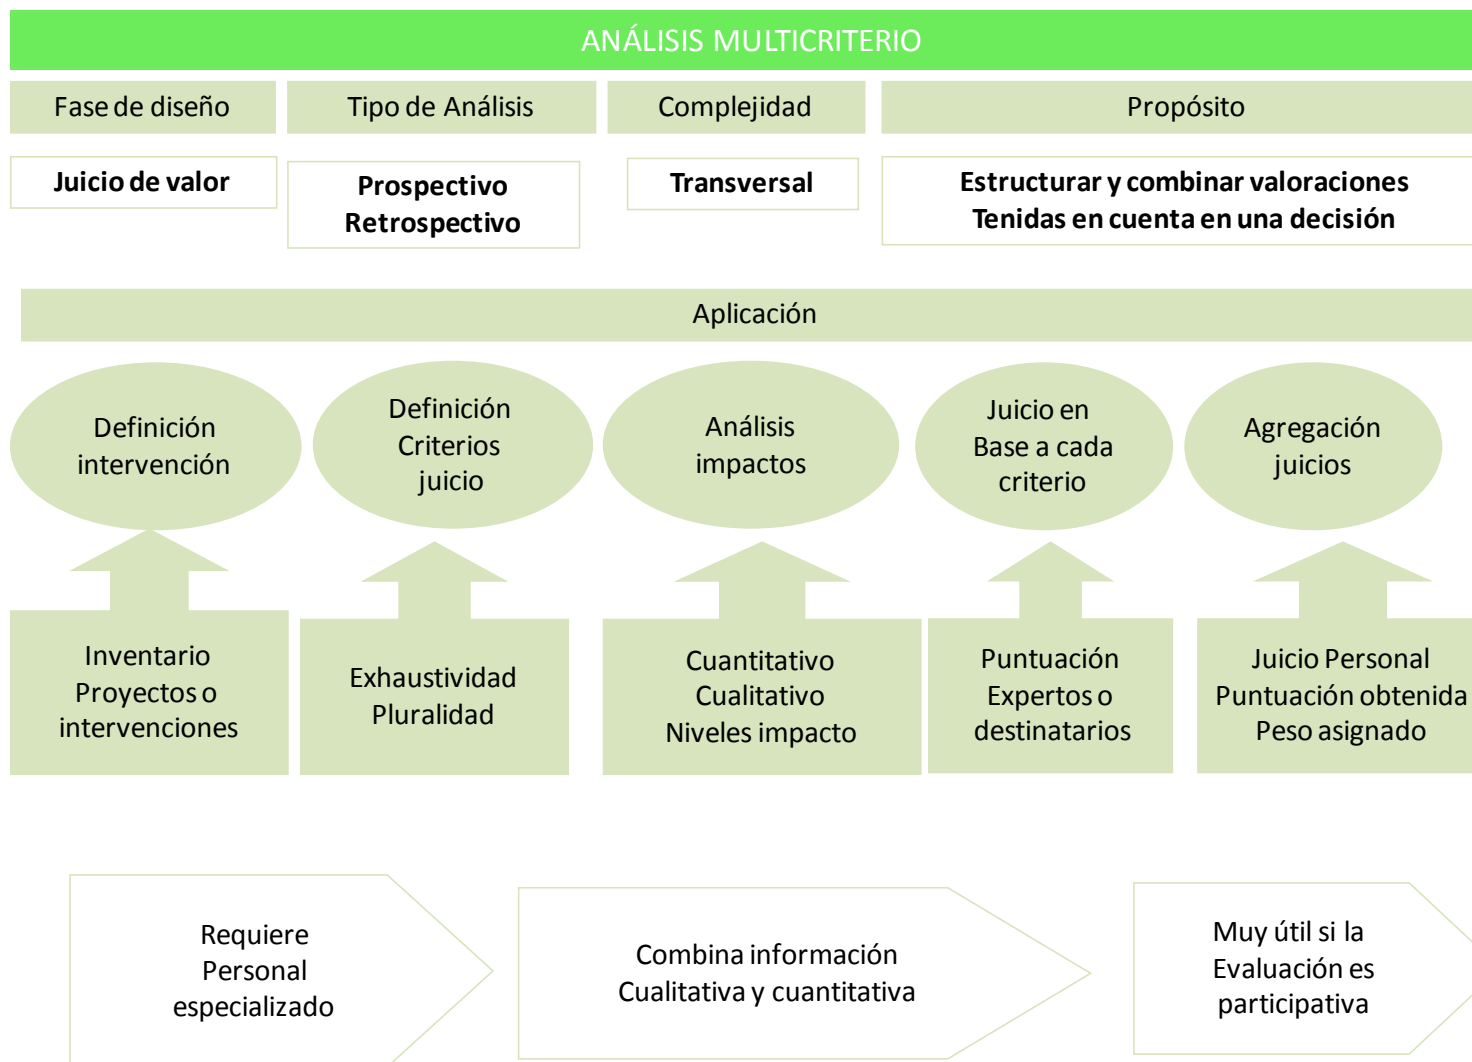 ANÁLISIS MULTICRITERIO
Fase de diseño
Tipo de Análisis
Complejidad
Propósito
Juicio de valor
Prospectivo
Retrospectivo
Transversal
Estructurar y combinar valoraciones
Tenidas en cuenta en una decisión
Aplicación
Definición
intervención
Definición
Criterios
juicio
Análisis
impactos
Juicio en
Base a cada
criterio
Agregación
juicios
Inventario
Proyectos o
intervenciones
Exhaustividad
Pluralidad
Cuantitativo
Cualitativo
Niveles impacto
Puntuación
Expertos o
destinatarios
Juicio Personal
Puntuación obtenida
Peso asignado
Requiere
Personal
especializado
Combina información
Cualitativa y cuantitativa
Muy útil si la
Evaluación es
participativa